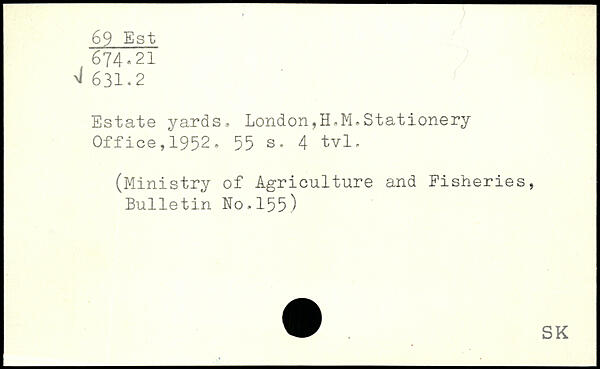 69 Est
674.21
√ 631.2
Estate yards. London,H.M.Stationery
Office,1952. 55 s. 4 tvl.
(Ministry of Agriculture and Fisheries,
Bulletin No.155)
SK